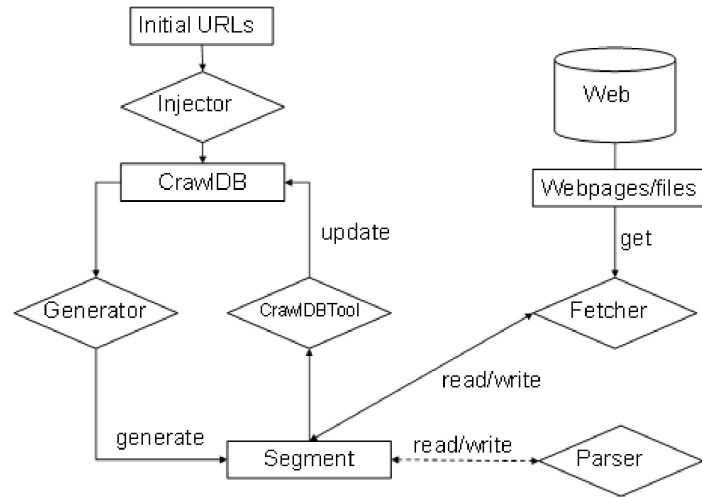 Initial URLs
Injector
Web
CrawlDB
Webpages/files
update
get
Generator
CrawlDBTool
Fetcher
read/write
generate
Segment
read/write
Parser